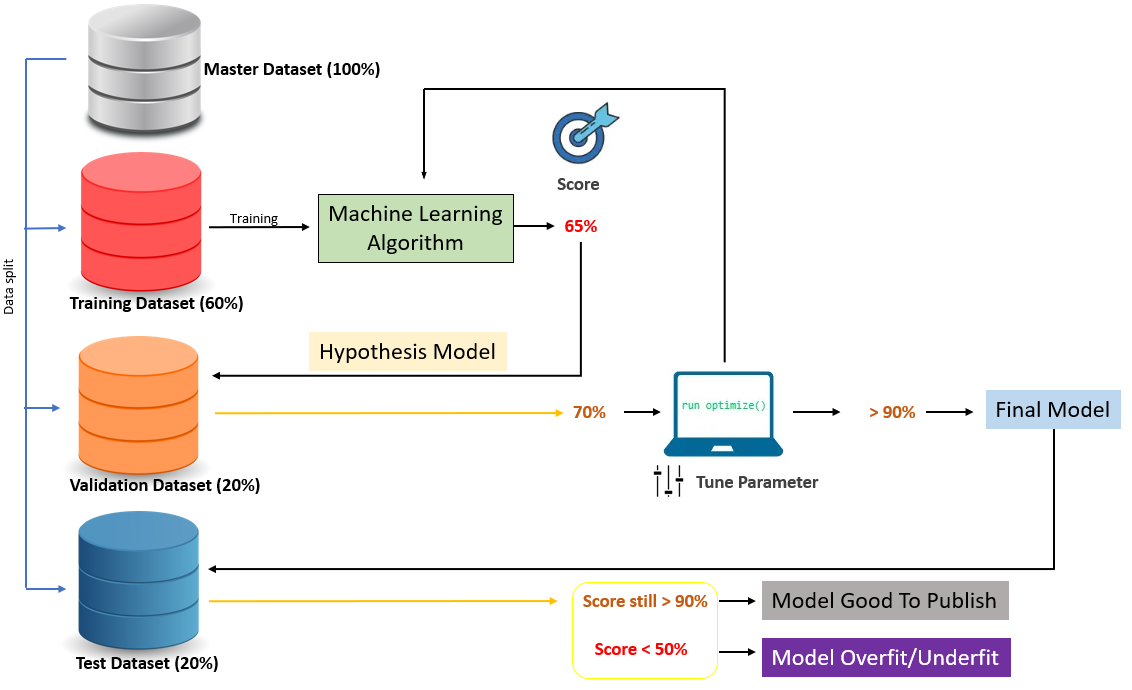 Master Dataset (100%)
Data split
Score
Training
Machine Learning
Algorithm
65%
Training Dataset (60%)
Hypothesis Model
70%
run optimize()
> 90%
Final Model
Tune Parameter
Validation Dataset (20%)
Score still > 90%
Model Good To Publish
Score < 50%
Model Overfit/Underfit
Test Dataset (20%)